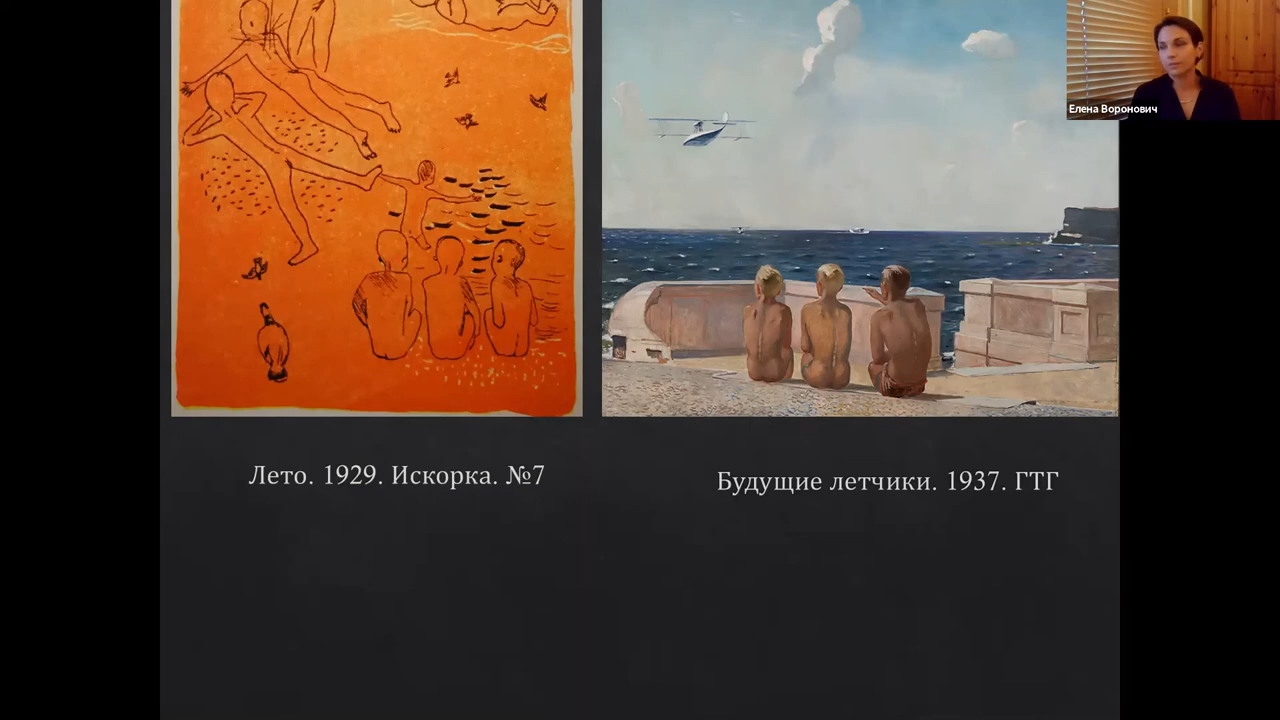 Елена Воронович
Лето. 1929. Искорка. №7
Будущие летчики. 1937. ГТГ